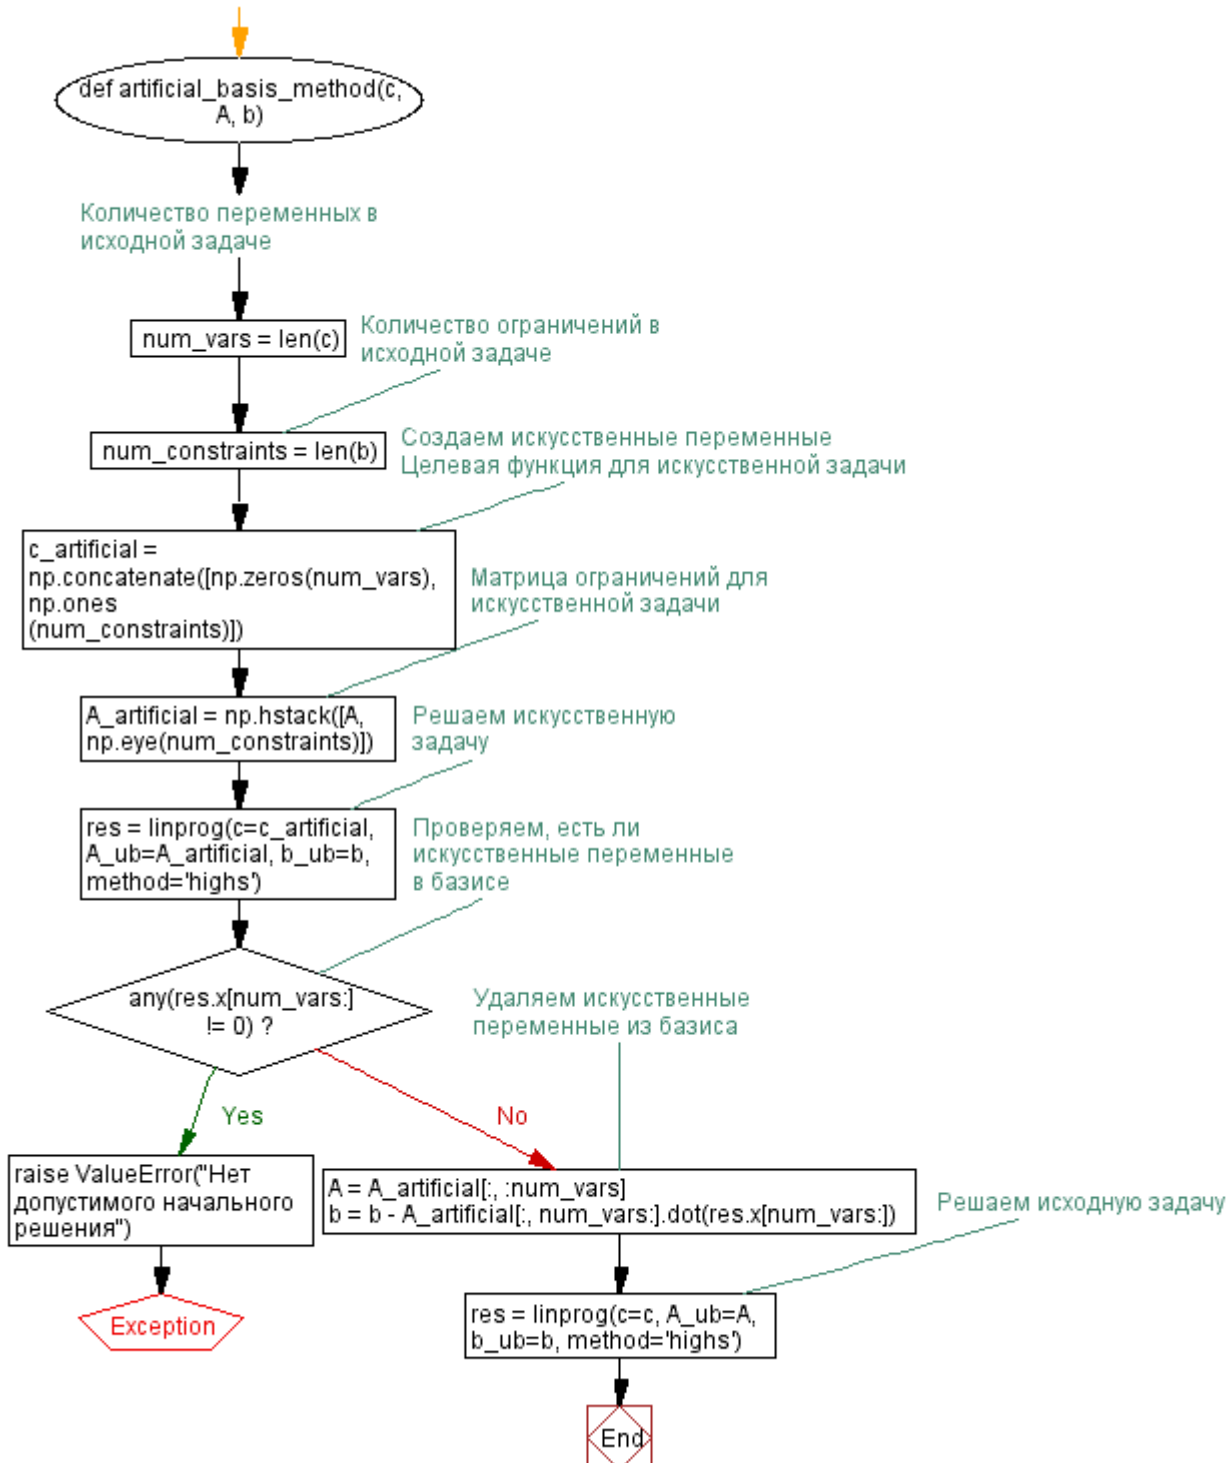 def artificial_basis_method(c,
A, b)
Количество переменных в
исходной задаче
num_vars = len(c)
Количество ограничений в
исходной задаче
num_constraints = len(b)
Создаем искусственные переменные
Целевая функция для искусственной задачи
c_artificial =
np.concatenate([np.zeros(num_vars),
np.ones
(num_constraints)])
Матрица ограничений для
искусственной задачи
A_artificial = np.hstack([A,
np.eye(num_constraints)])
Решаем искусственную
задачу
res = linprog(c=c_artificial,
A_ub=A_artificial, b_ub=b,
method='highs')
Проверяем, есть ли
искусственные переменные
в базисе
any(res.x[num_vars:]
!= 0) ?
Удаляем искусственные
переменные из базиса
Yes
No
raise ValueError("Нет
допустимого начального
решения")
A = A_artificial[:, :num_vars]
b = b - A_artificial[:, num_vars:].dot(res.x[num_vars:])
Решаем исходную задачу
Exception
res = linprog(c=c, A_ub=A,
b_ub=b, method='highs')
End